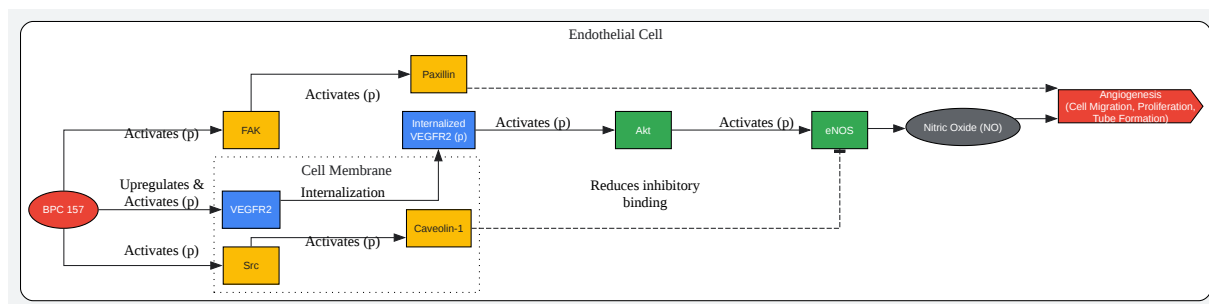 Endothelial Cell
Paxillin
Activates (p)
Angiogenesis
(Cell Migration, Proliferation,
Tube Formation)
Activates (p)
FAK
Internalized
VEGFR2 (p)
Activates (p)
Akt
Activates (p)
eNOS
Nitric Oxide (NO)
Cell Membrane
Upregulates &
Activates (p)
Internalization
Reduces inhibitory
binding
BPC 157
VEGFR2
Caveolin-1
Activates (p)
Activates (p)
Src